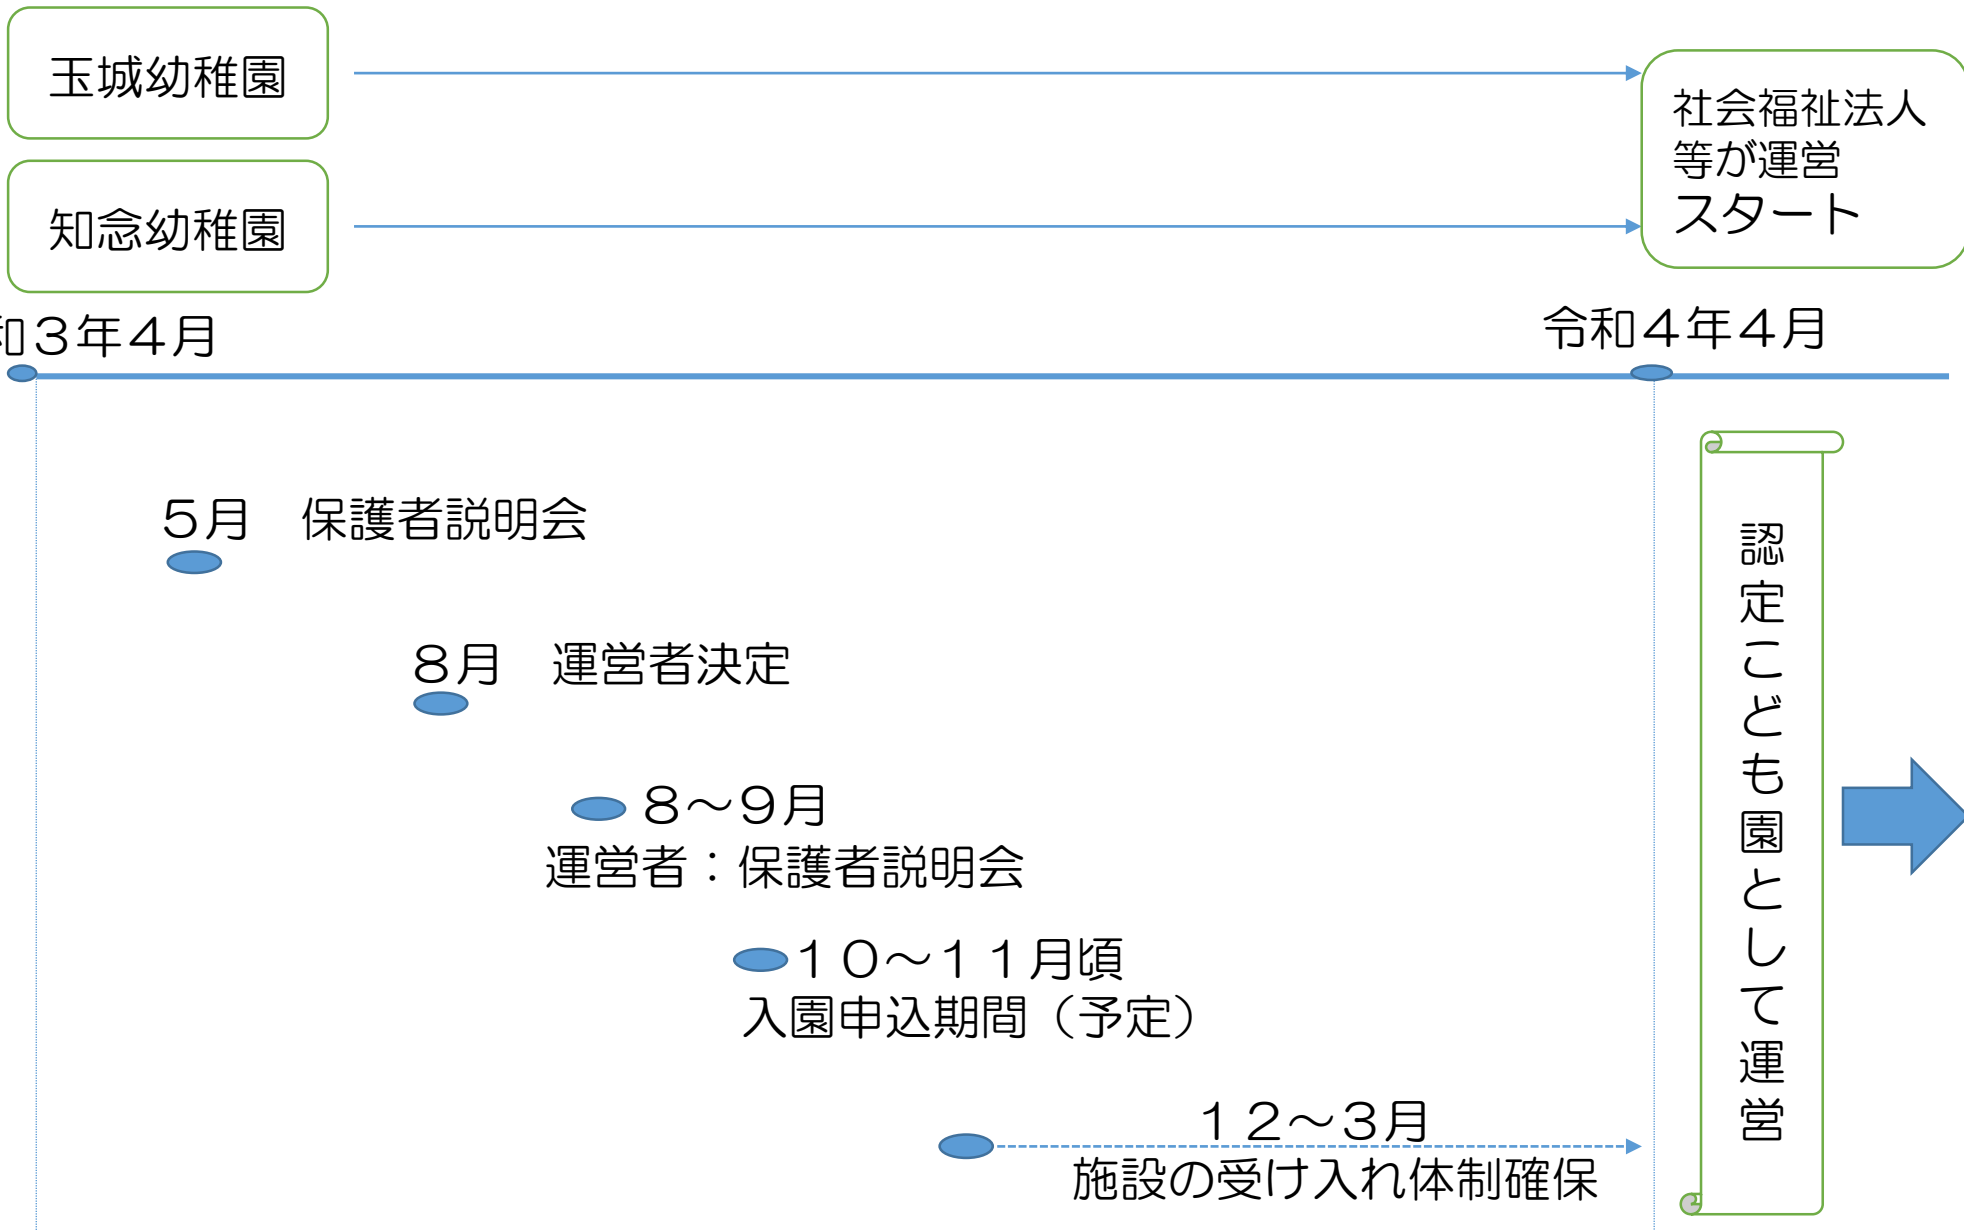 玉城幼稚園
知念幼稚園
社会福祉法人
等が運営
スタート
和３年４月
令和４年４月
５月　保護者説明会
８月　運営者決定
８～９月
運営者：保護者説明会
１０～１１月頃
入園申込期間（予定）
１２～３月
施設の受け入れ体制確保
認定こども園として運営